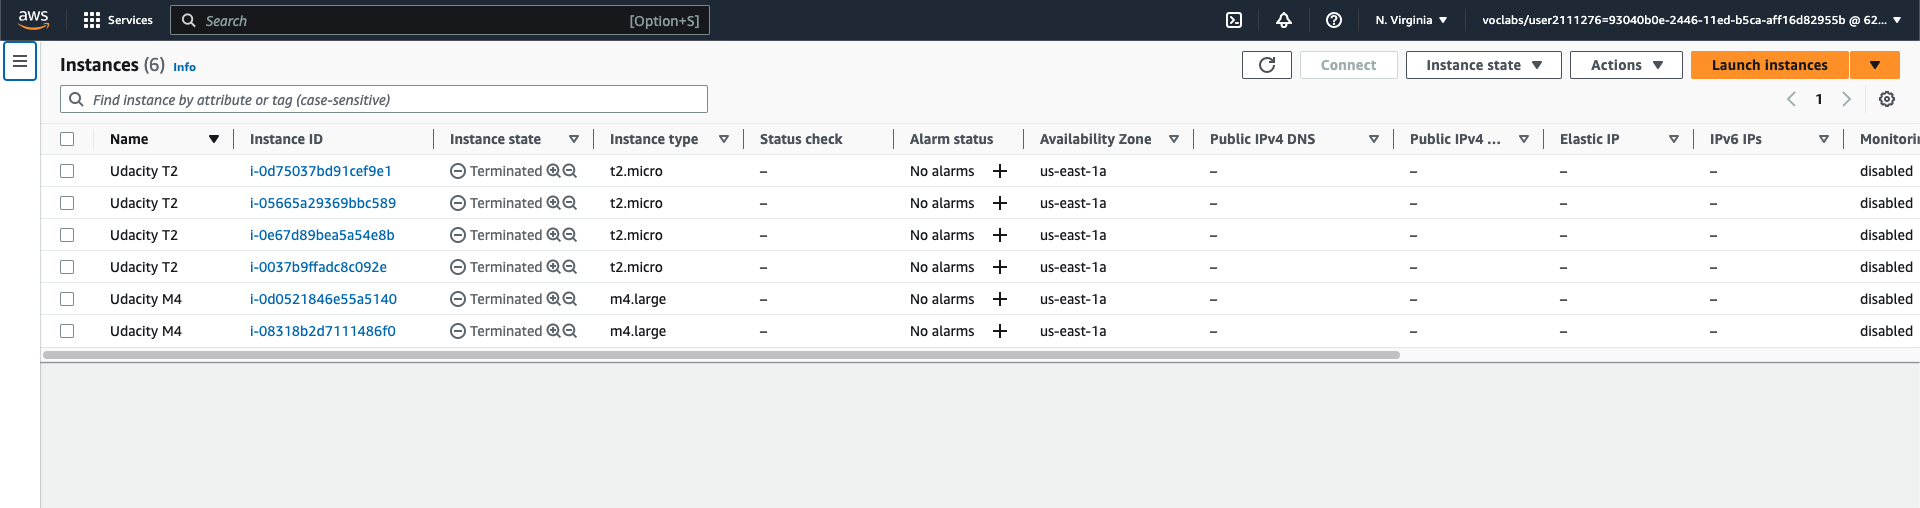 aws Services Search [Option+S] N. Virginia voclabs/user2111276=93040b0e-2446-11ed-b5ca-aff16d82955b @ 62...
Instances (6) Info Connect Instance state Actions Launch instances
Find instance by attribute or tag (case-sensitive) 1
Name Instance ID Instance state Instance type Status check Alarm status Availability Zone Public IPv4 DNS Public IPv4 ... Elastic IP IPv6 IPs Monitorin
Udacity T2 i-0d75037bd91cef9e1 Terminated t2.micro – No alarms + us-east-1a – – – – disabled
Udacity T2 i-05665a29369bbc589 Terminated t2.micro – No alarms + us-east-1a – – – – disabled
Udacity T2 i-0e67d89bea5a54e8b Terminated t2.micro – No alarms + us-east-1a – – – – disabled
Udacity T2 i-0037b9ffadc8c092e Terminated t2.micro – No alarms + us-east-1a – – – – disabled
Udacity M4 i-0d0521846e55a5140 Terminated m4.large – No alarms + us-east-1a – – – – disabled
Udacity M4 i-08318b2d7111486f0 Terminated m4.large – No alarms + us-east-1a – – – – disabled